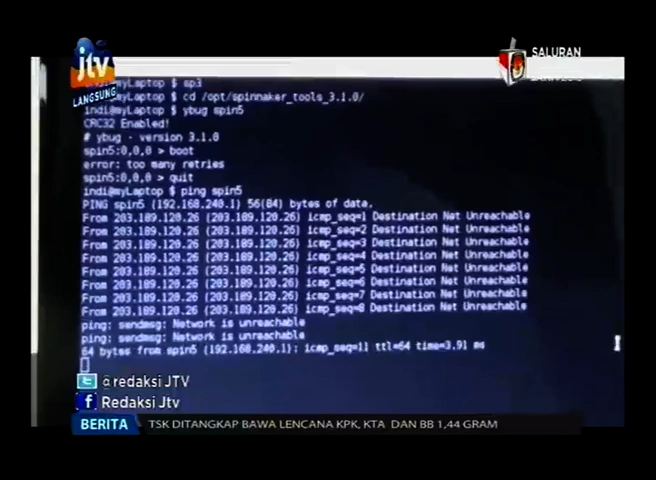 jtv
LANGSUNG
SALURAN
indi@myLaptop $ sp3
indi@myLaptop $ cd /opt/spinnaker_tools_3.1.0/
indi@myLaptop $ ybug spin5
CRC32 Enabled!
# ybug - version 3.1.0
spin5:0,0,0 > boot
error: too many retries
spin5:0,0,0 > quit
indi@myLaptop $ ping spin5
PING spin5 (192.168.240.1) 56(84) bytes of data.
From 203.189.120.26 (203.189.120.26) icmp_seq=1 Destination Net Unreachable
From 203.189.120.26 (203.189.120.26) icmp_seq=2 Destination Net Unreachable
From 203.189.120.26 (203.189.120.26) icmp_seq=3 Destination Net Unreachable
From 203.189.120.26 (203.189.120.26) icmp_seq=4 Destination Net Unreachable
From 203.189.120.26 (203.189.120.26) icmp_seq=5 Destination Net Unreachable
From 203.189.120.26 (203.189.120.26) icmp_seq=6 Destination Net Unreachable
From 203.189.120.26 (203.189.120.26) icmp_seq=7 Destination Net Unreachable
From 203.189.120.26 (203.189.120.26) icmp_seq=8 Destination Net Unreachable
ping: sendmsg: Network is unreachable
ping: sendmsg: Network is unreachable
64 bytes from spin5 (192.168.240.1): icmp_seq=11 ttl=64 time=3.91 ms
@redaksi JTV
Redaksi Jtv
BERITA
TSK DITANGKAP BAWA LENCANA KPK, KTA DAN BB 1,44 GRAM